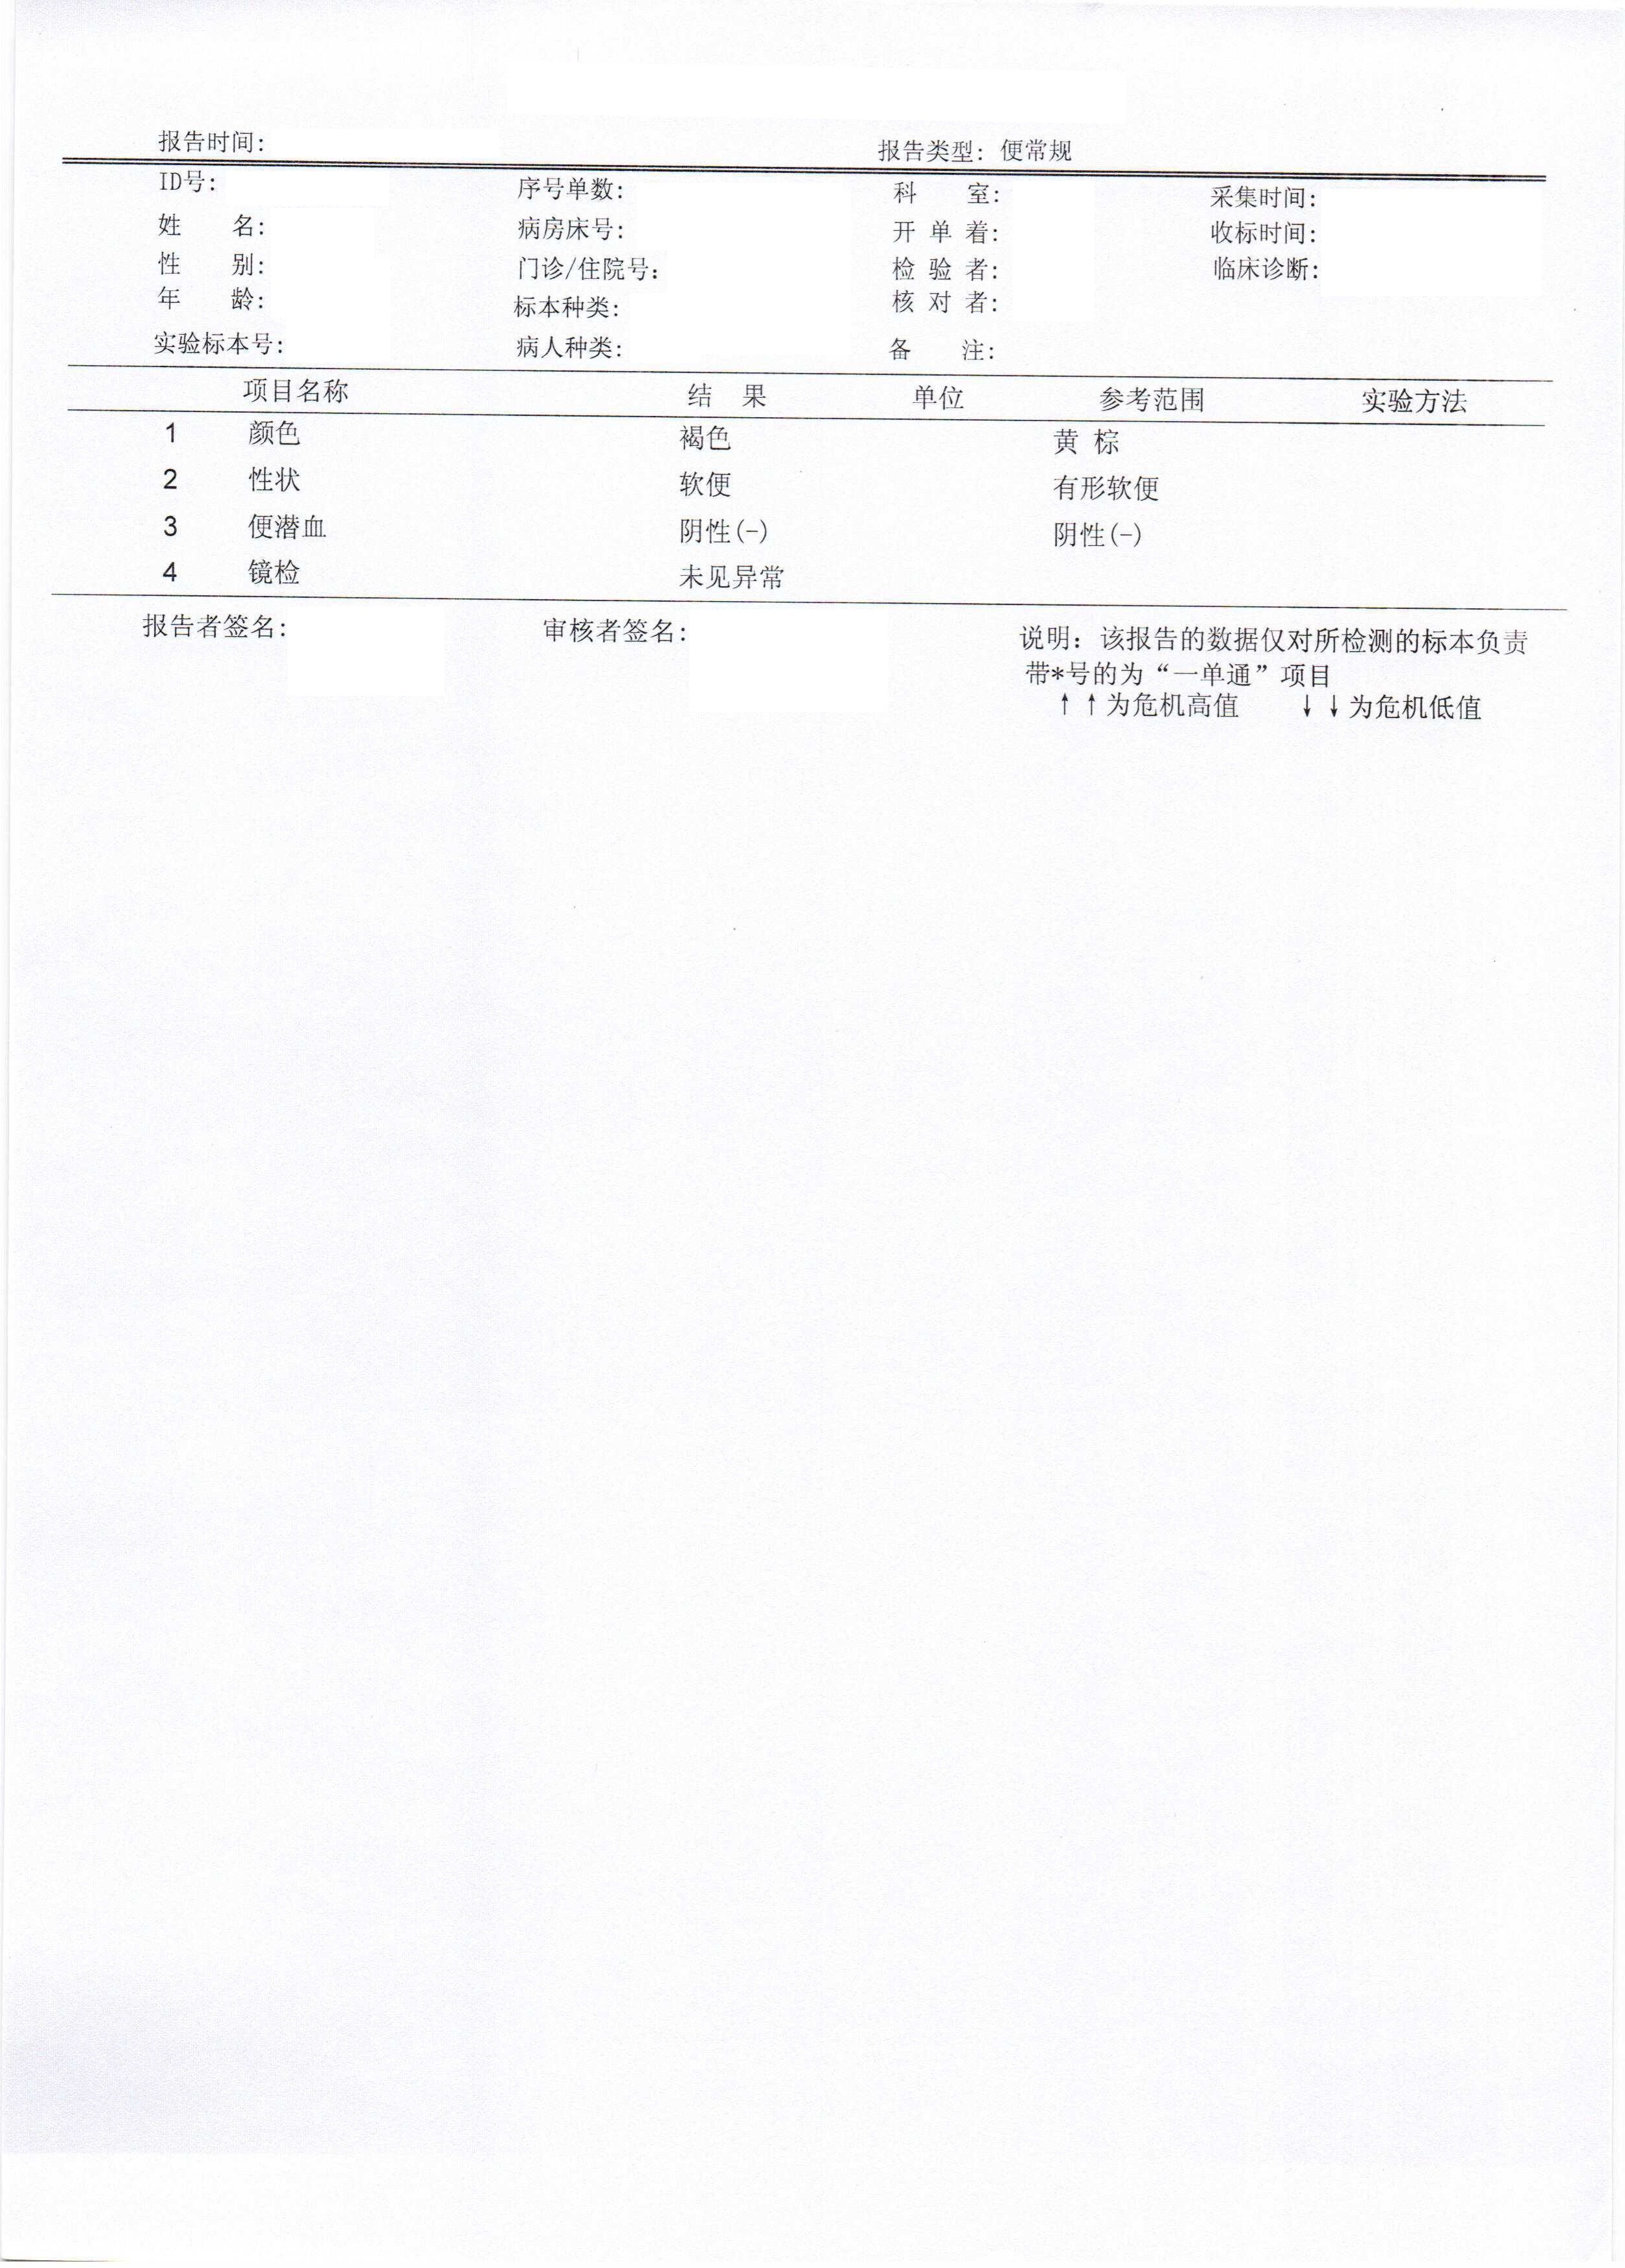 报告时间:
报告类型: 便常规
ID号: 序号单数: 科 室: 采集时间:
姓 名: 病房床号: 开 单 着: 收标时间:
性 别: 门诊/住院号: 检 验 者: 临床诊断:
年 龄: 标本种类: 核 对 者:
实验标本号: 病人种类: 备 注:
项目名称 结 果 单位 参考范围 实验方法
1 颜色 褐色 黄 棕
2 性状 软便 有形软便
3 便潜血 阴性(-) 阴性(-)
4 镜检 未见异常
报告者签名: 审核者签名: 说明: 该报告的数据仅对所检测的标本负责
带*号的为“一单通”项目
↑↑为危机高值 ↓↓为危机低值